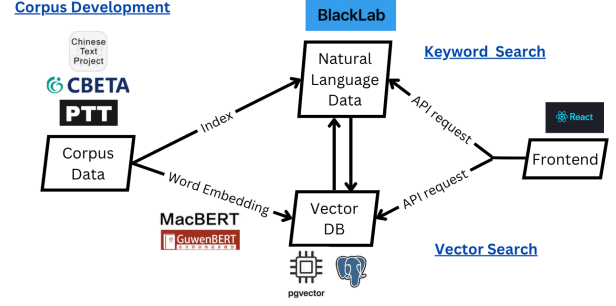 Corpus Development
BlackLab
Chinese
Text
Project
CBETA
PTT
Natural
Language
Data
Keyword Search
Index
API request
React
Corpus
Data
Frontend
Word Embedding
API request
MacBERT
GuwenBERT
Vector
DB
Vector Search
pgvector